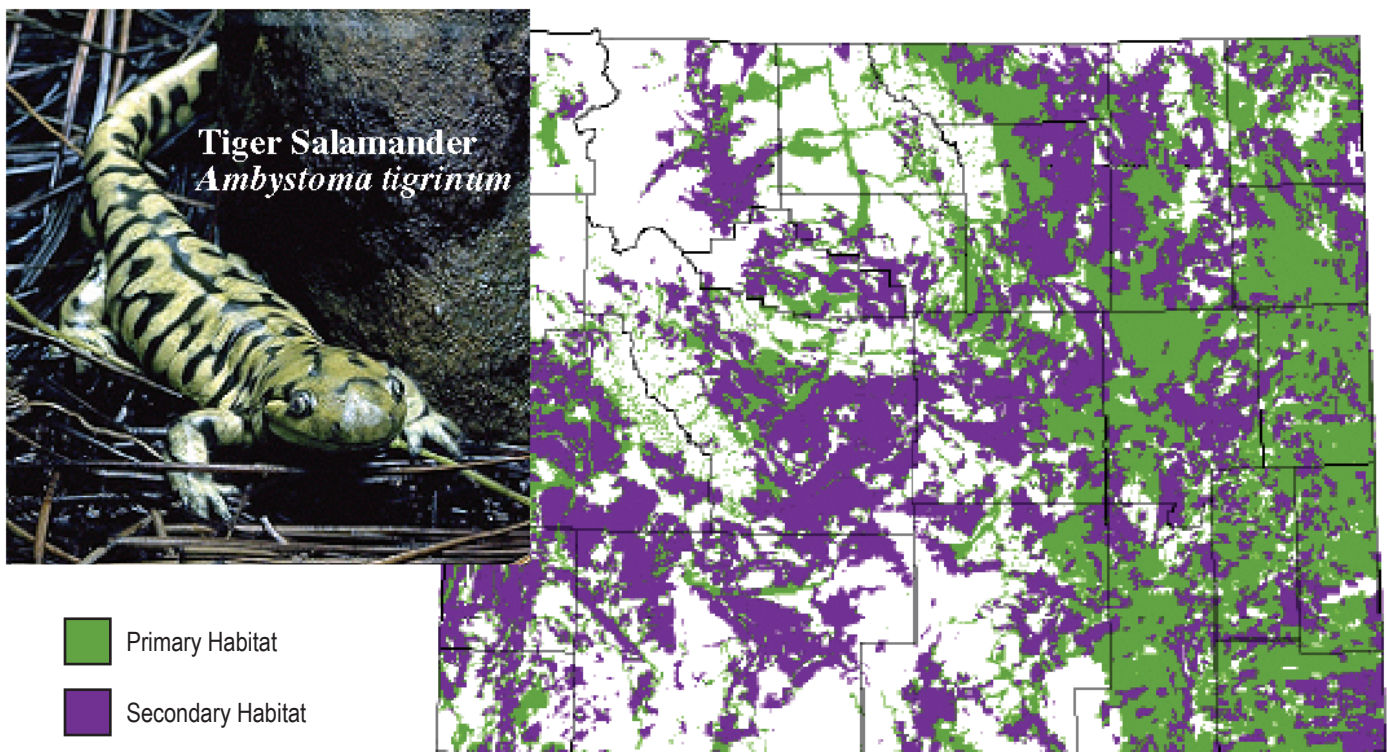 Tiger Salamander
Ambystoma tigrinum
Primary Habitat
Secondary Habitat